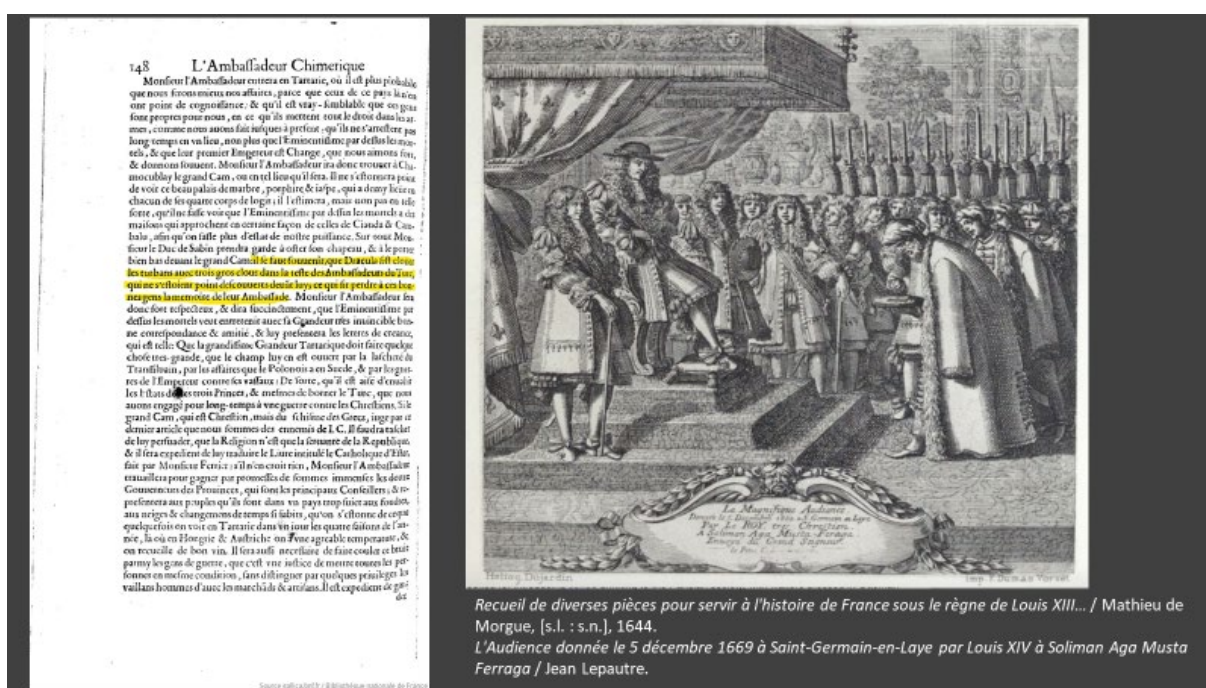 148 L'Ambaſſadeur Chimerique
Monſieur l'Ambaſſadeur entrera en Tartarie, où il eſt plus probable
que nous ferons mieux nos affaires, parce que ceux de ce pays là n'en
ont point de cognoiſſance, & qu'il eſt vray-ſemblable que ces gens
ſont propres pour nous, en ce qu'ils mettent tout le droit dans les ar-
mes, comme nous auons fait iuſques à preſent, qu'ils ne s'arreſtent pas
long-temps en vn lieu, non plus que l'Eminentiſſime par deſſus les mor-
tels, & que leur premier Empereur eſt Change, que nous aimons fort,
& donnons ſouuent. Monſieur l'Ambaſſadeur ira donc trouuer à
le grand Cam, ou en tel lieu qu'il ſera. Il ne s'eſtonnera point
de voir ce beau palais de marbre, porphire & iaſpe, qui a demy lieuë en
chacun de ſes quatre corps de logis; il l'eſtimera, mais non pas en telle
ſorte, qu'il ne faſſe voir que l'Eminentiſſime par deſſus les mortels a des
maiſons qui approchent en certaine façon de celles de Cianda & Cam-
balu, afin qu'on faſſe plus d'eſtat de noſtre puiſſance. Sur tout Mon-
ſieur le Duc de Sabin prendra garde à oſter ſon chapeau, & à le porter
bien bas deuant le grand Cam: il ſe faut ſouuenir, que Dracula fiſt cloüer
les turbans auec trois gros clous dans la teſte des Ambaſſadeurs du Turc,
qui ne s'eſtoient point deſcouuerts deuãt luy, ce qui fit perdre à ces bon-
nes gens la memoire de leur Ambaſſade. Monſieur l'Ambaſſadeur ſera
donc fort reſpectueux, & dira ſuccinctement, que l'Eminentiſſime par
deſſus les mortels veut entretenir auec ſa Grandeur tres inuincible bon-
ne correſpondance & amitié, & luy preſentera les lettres de creance,
qui eſt telle: Que la grandiſſime Grandeur Tartarique doit faire quelque
choſe tres-grande, que le champ luy en eſt ouuert par la laſcheté du
Tranſiluain, par les affaires que le Polonois a en Suede, & par les guer-
res de l'Empereur contre ſes vaſſaux: De ſorte, qu'il eſt aiſé d'enuahir
les Eſtats de ces trois Princes, & meſmes de borner le Turc, que nous
auons engagé pour long-temps à vne guerre contre les Chreſtiens. Si le
grand Cam, qui eſt Chreſtien, mais du ſchiſme des Grecs, iuge par ce
dernier article que nous ſommes des ennemis de I. C. Il faudra taſcher
de luy perſuader, que la Religion n'eſt que la ſeruante de la Republique,
& il ſera expedient de luy traduire le Liure intitulé le Catholique d'Eſtat,
fait par Monſieur Ferrier: s'il n'en croit rien, Monſieur l'Ambaſſadeur
trauaillera pour gagner par promeſſes de ſommes immenſes les douze
Gouuerneurs des Prouinces, qui ſont les principaux Conſeillers; & re-
preſentera aux peuples qu'ils ſont dans vn pays trop ſujet aux foudres,
aux neiges & changemens de temps ſi ſubits, qu'on s'eſtonne de ce que
quelquefois on voit en Tartarie dans vn iour les quatre ſaiſons de l'an-
née, là où en Hongrie & Auſtriche on a vne agreable temperature, &
on recueille de bon vin. Il ſera auſſi neceſſaire de faire couler ce bruit
parmy les gens de guerre, que c'eſt vne iuſtice de mettre toutes les per-
ſonnes en meſme condition, ſans diſtinguer par quelques priuileges les
vaillans hommes d'auec les marchãds & artiſans. Il eſt expedient de
Source gallica.bnf.fr / Bibliothèque nationale de France
La Magnifique Audiance
Par Le ROY tres Chrestien
A Soliman Aga Musta Feraga
Enuoyé du Grand Seigneur
Heliog Dujardin
Imp. F. Dumas Vorzet
Recueil de diverses pièces pour servir à l'histoire de France sous le règne de Louis XIII... / Mathieu de
Morgue, [s.l. : s.n.], 1644.
L'Audience donnée le 5 décembre 1669 à Saint-Germain-en-Laye par Louis XIV à Soliman Aga Musta
Ferraga / Jean Lepautre.